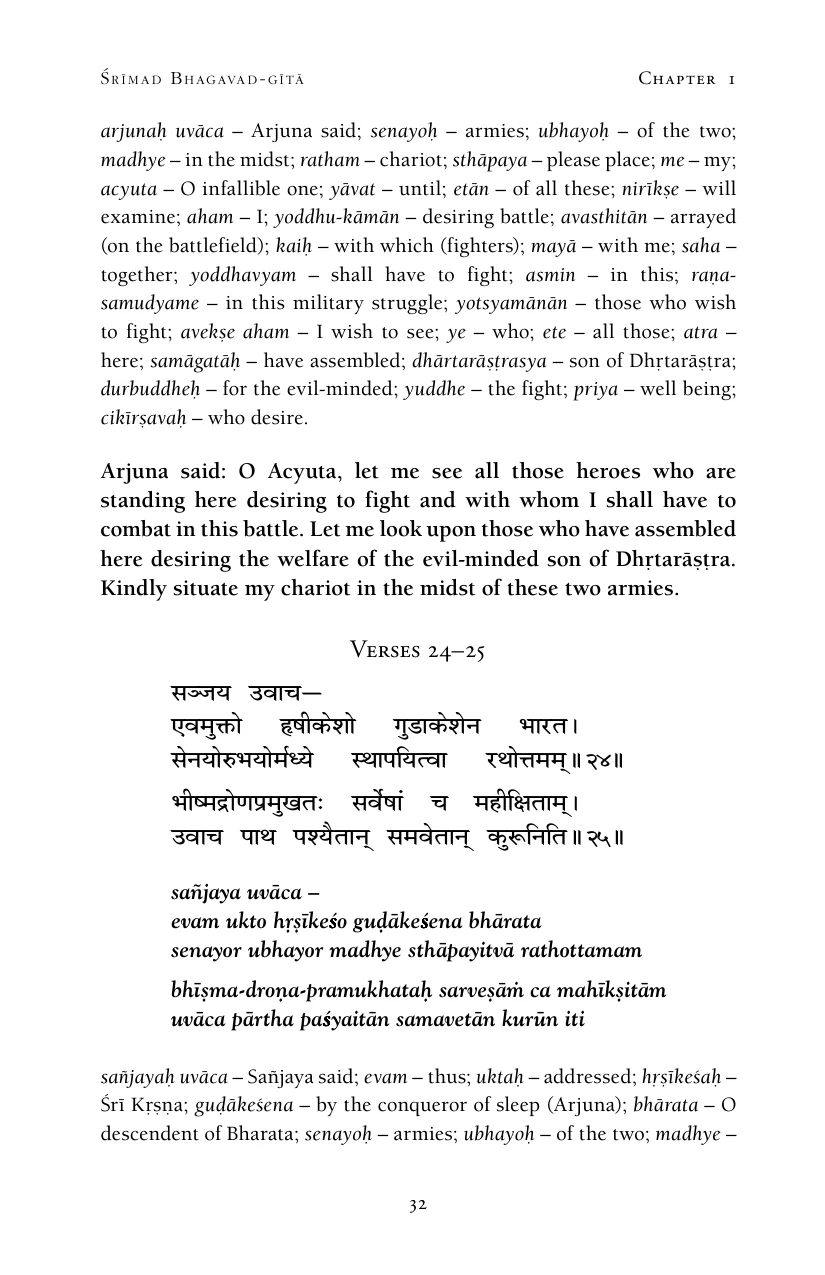 Śrīmad Bhagavad-gītā Chapter 1
arjunaḥ uvāca – Arjuna said; senayoḥ – armies; ubhayoḥ – of the two;
madhye – in the midst; ratham – chariot; sthāpaya – please place; me – my;
acyuta – O infallible one; yāvat – until; etān – of all these; nirīkṣe – will
examine; aham – I; yoddhu-kāmān – desiring battle; avasthitān – arrayed
(on the battlefield); kaiḥ – with which (fighters); mayā – with me; saha –
together; yoddhavyam – shall have to fight; asmin – in this; raṇa-
samudyame – in this military struggle; yotsyamānān – those who wish
to fight; avekṣe aham – I wish to see; ye – who; ete – all those; atra –
here; samāgatāḥ – have assembled; dhārtarāṣṭrasya – son of Dhṛtarāṣṭra;
durbuddheḥ – for the evil-minded; yuddhe – the fight; priya – well being;
cikīrṣavaḥ – who desire.
Arjuna said: O Acyuta, let me see all those heroes who are
standing here desiring to fight and with whom I shall have to
combat in this battle. Let me look upon those who have assembled
here desiring the welfare of the evil-minded son of Dhṛtarāṣṭra.
Kindly situate my chariot in the midst of these two armies.
Verses 24–25
सञ्जय उवाच—
एवमुक्तो हृषीकेशो गुडाकेशेन भारत।
सेनयोरुभयोर्मध्ये स्थापयित्वा रथोत्तमम्॥२४॥
भीष्मद्रोणप्रमुखतः सर्वेषां च महीक्षिताम्।
उवाच पाथ पश्यैतान् समवेतान् कुरूनिति॥२५॥
sañjaya uvāca –
evam ukto hṛṣīkeśo guḍākeśena bhārata
senayor ubhayor madhye sthāpayitvā rathottamam
bhīṣma-droṇa-pramukhataḥ sarveṣāṁ ca mahīkṣitām
uvāca pārtha paśyaitān samavetān kurūn iti
sañjayaḥ uvāca – Sañjaya said; evam – thus; uktaḥ – addressed; hṛṣīkeśaḥ –
Śrī Kṛṣṇa; guḍākeśena – by the conqueror of sleep (Arjuna); bhārata – O
descendent of Bharata; senayoḥ – armies; ubhayoḥ – of the two; madhye –
32